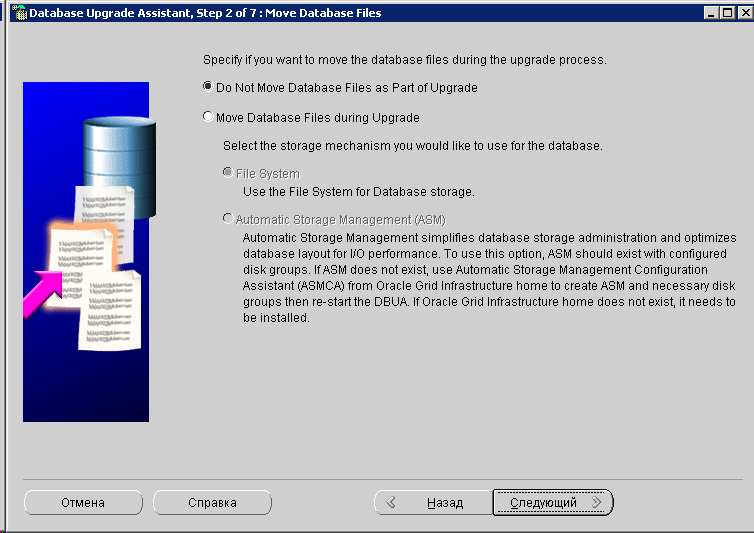 Database Upgrade Assistant, Step 2 of 7 : Move Database Files
Specify if you want to move the database files during the upgrade process.
Do Not Move Database Files as Part of Upgrade
Move Database Files during Upgrade
Select the storage mechanism you would like to use for the database.
File System
Use the File System for Database storage.
Automatic Storage Management (ASM)
Automatic Storage Management simplifies database storage administration and optimizes
database layout for I/O performance. To use this option, ASM should exist with configured
disk groups. If ASM does not exist, use Automatic Storage Management Configuration
Assistant (ASMCA) from Oracle Grid Infrastructure home to create ASM and necessary disk
groups then re-start the DBUA. If Oracle Grid Infrastructure home does not exist, it needs to
be installed.
Отмена
Справка
Назад
Следующий